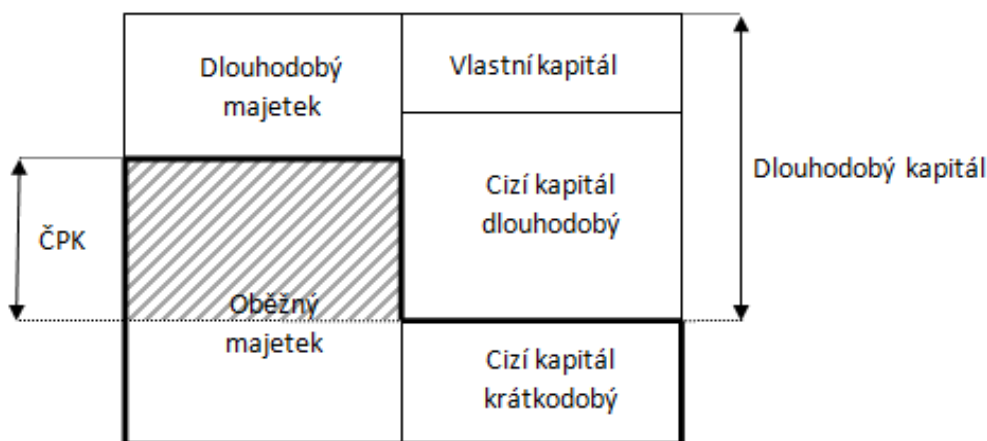 Dlouhodobý
majetek
Vlastní kapitál
Dlouhodobý kapitál
Cizí kapitál
dlouhodobý
ČPK
Oběžný
majetek
Cizí kapitál
krátkodobý